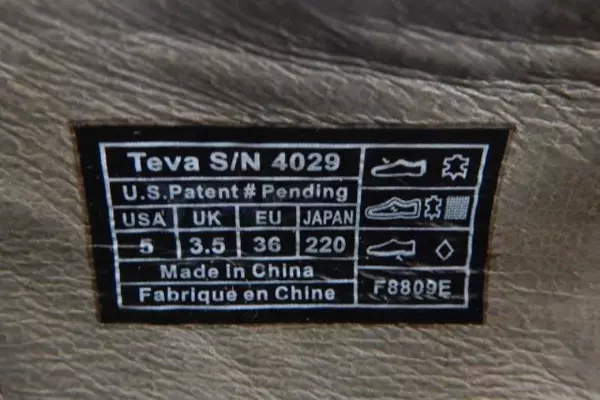 Teva S/N 4029
U.S. Patent # Pending
USA UK EU JAPAN
5 3.5 36 220
Made in China
Fabrique en Chine
F8809E